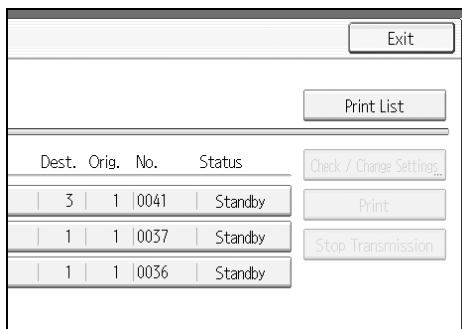 Exit
Print List
Dest. Orig. No. Status
Check / Change Settings...
3 1 0041 Standby
Print
1 1 0037 Standby
Stop Transmission
1 1 0036 Standby